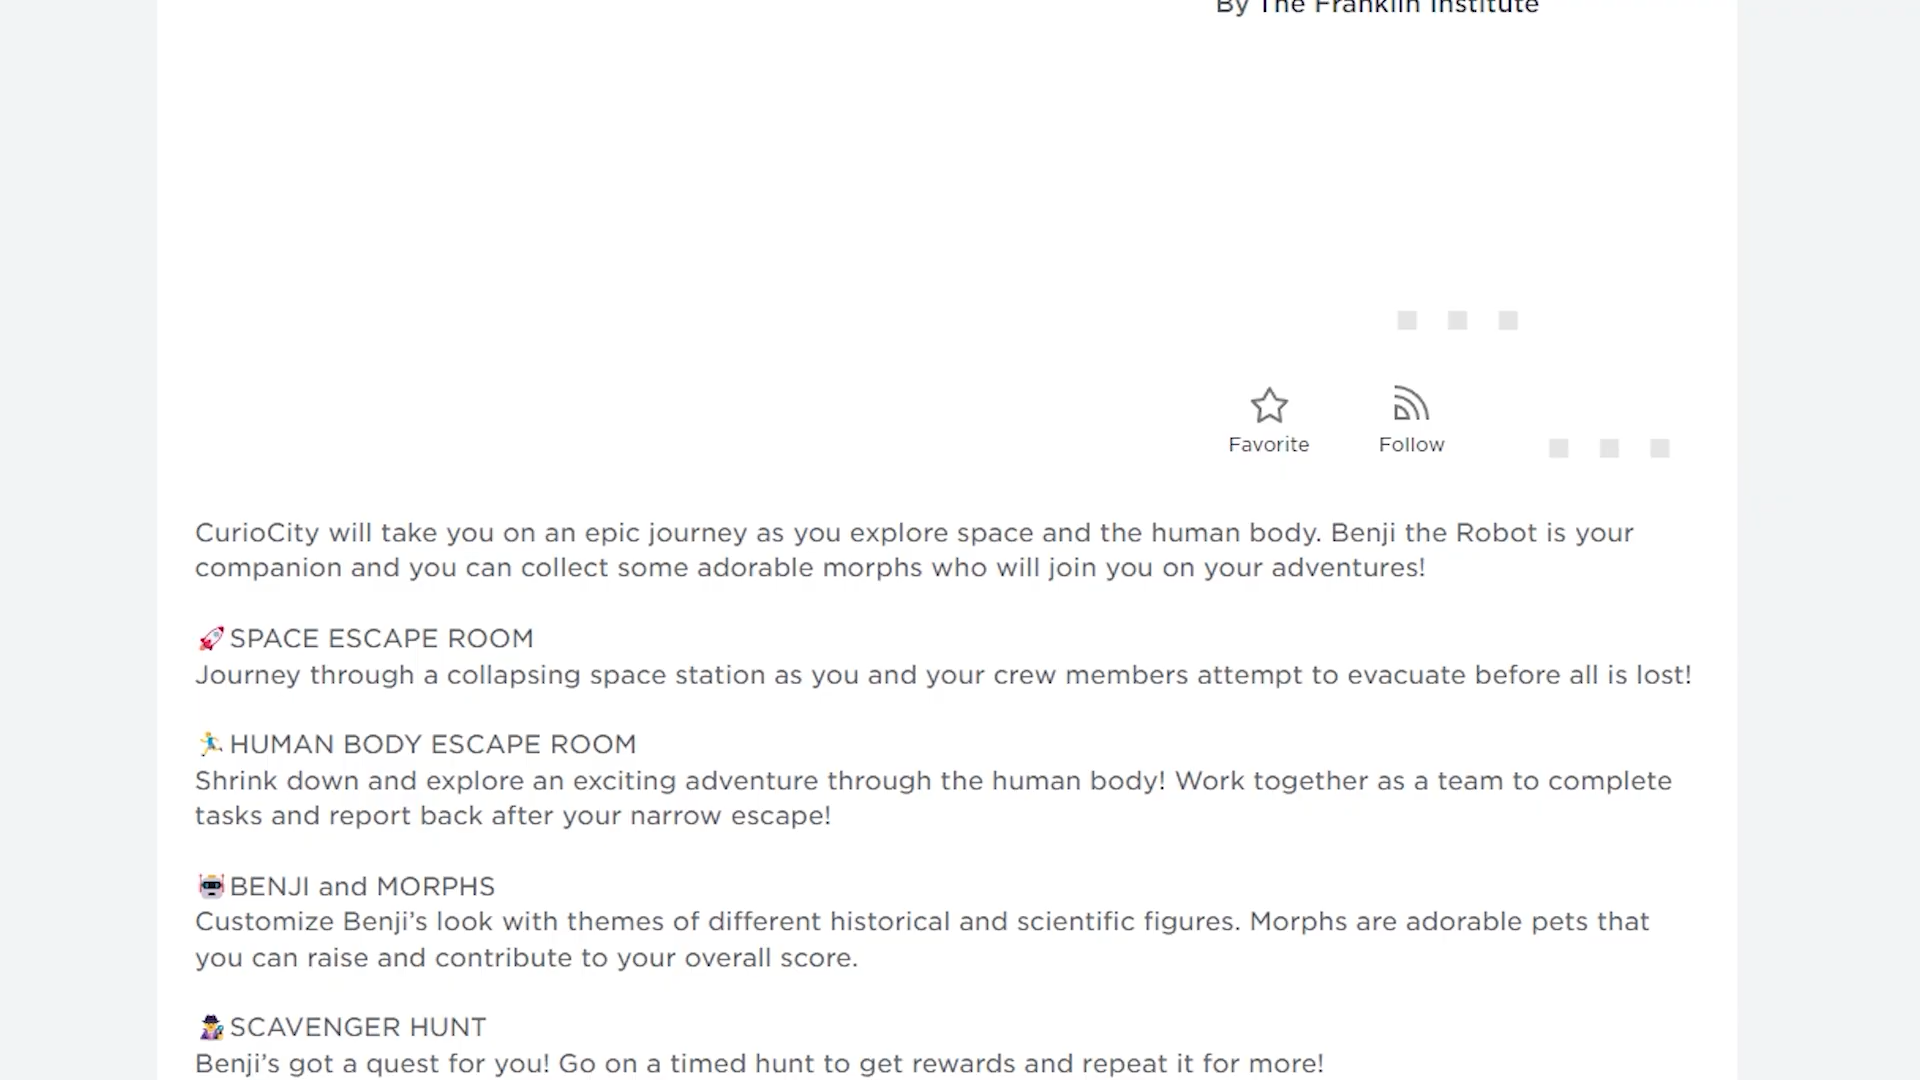 By The Franklin Institute
Favorite
Follow
CurioCity will take you on an epic journey as you explore space and the human body. Benji the Robot is your
companion and you can collect some adorable morphs who will join you on your adventures!
🚀SPACE ESCAPE ROOM
Journey through a collapsing space station as you and your crew members attempt to evacuate before all is lost!
🏃‍♂️HUMAN BODY ESCAPE ROOM
Shrink down and explore an exciting adventure through the human body! Work together as a team to complete
tasks and report back after your narrow escape!
🤖BENJI and MORPHS
Customize Benji’s look with themes of different historical and scientific figures. Morphs are adorable pets that
you can raise and contribute to your overall score.
🕵️SCAVENGER HUNT
Benji’s got a quest for you! Go on a timed hunt to get rewards and repeat it for more!